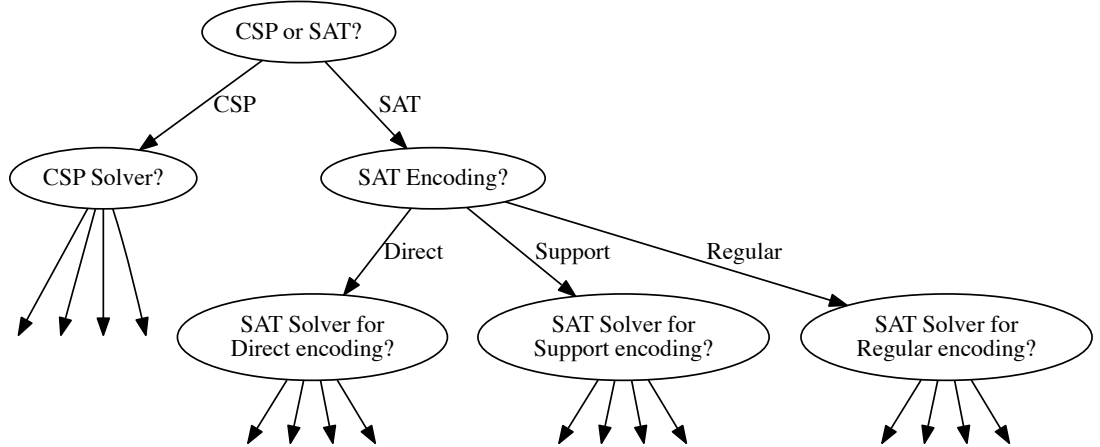 CSP or SAT?
CSP
SAT
CSP Solver?
SAT Encoding?
Direct
Support
Regular
SAT Solver for
Direct encoding?
SAT Solver for
Support encoding?
SAT Solver for
Regular encoding?